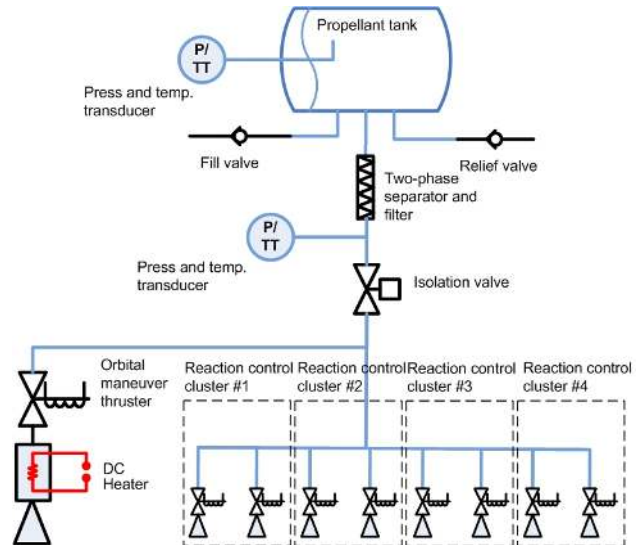 Propellant tank
P/
TT
Press and temp.
transducer
Fill valve
Relief valve
Two-phase
separator and
filter
P/
TT
Press and temp.
transducer
Isolation valve
Orbital
maneuver
thruster
Reaction control
cluster #1
Reaction control
cluster #2
Reaction control
cluster #3
Reaction control
cluster #4
DC
Heater